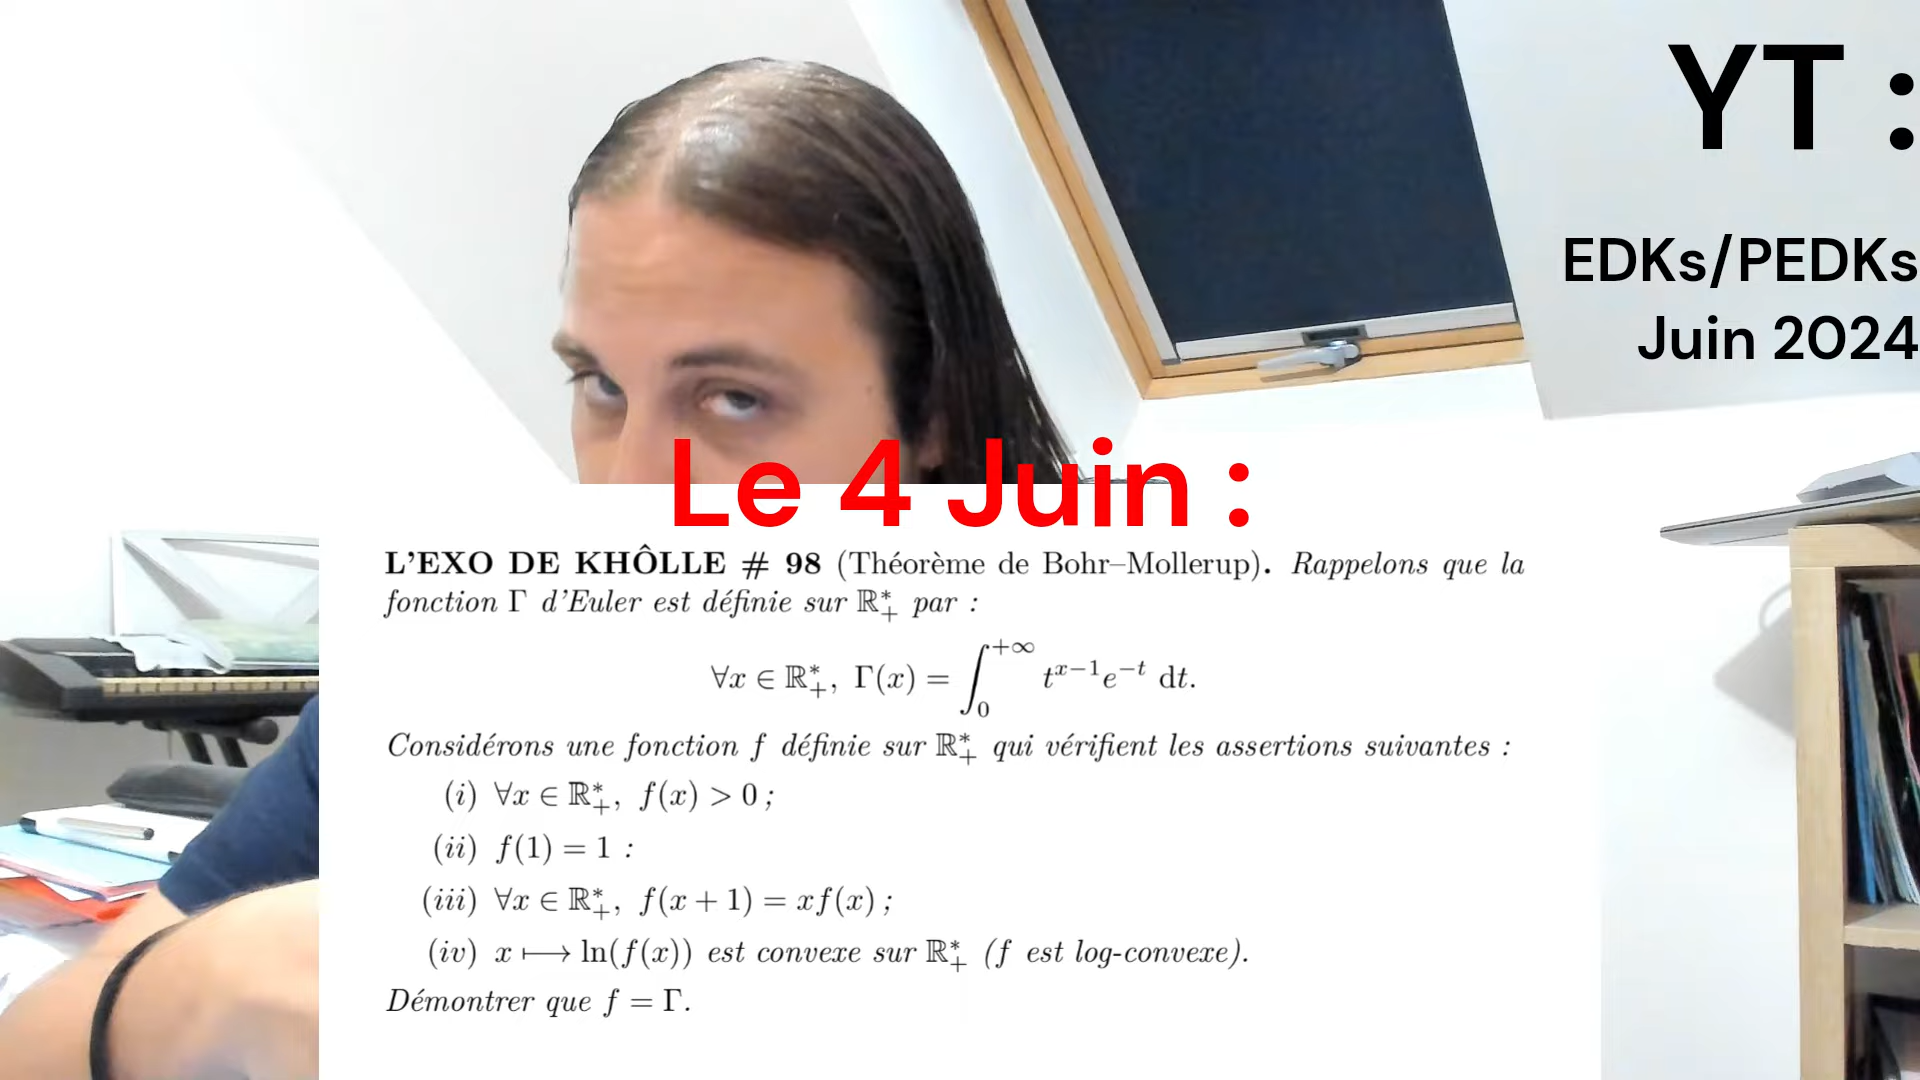 YT :
EDKs/PEDKs
Juin 2024
Le 4 Juin :
L'EXO DE KHÔLLE # 98 (Théorème de Bohr–Mollerup). Rappelons que la
fonction Γ d'Euler est définie sur ℝ₊* par :
∀x ∈ ℝ₊*, Γ(x) = ∫₀^{+∞} t^{x−1}e^{−t} dt.
Considérons une fonction f définie sur ℝ₊* qui vérifient les assertions suivantes :
(i) ∀x ∈ ℝ₊*, f(x) > 0 ;
(ii) f(1) = 1 :
(iii) ∀x ∈ ℝ₊*, f(x + 1) = xf(x) ;
(iv) x ⟼ ln(f(x)) est convexe sur ℝ₊* (f est log-convexe).
Démontrer que f = Γ.